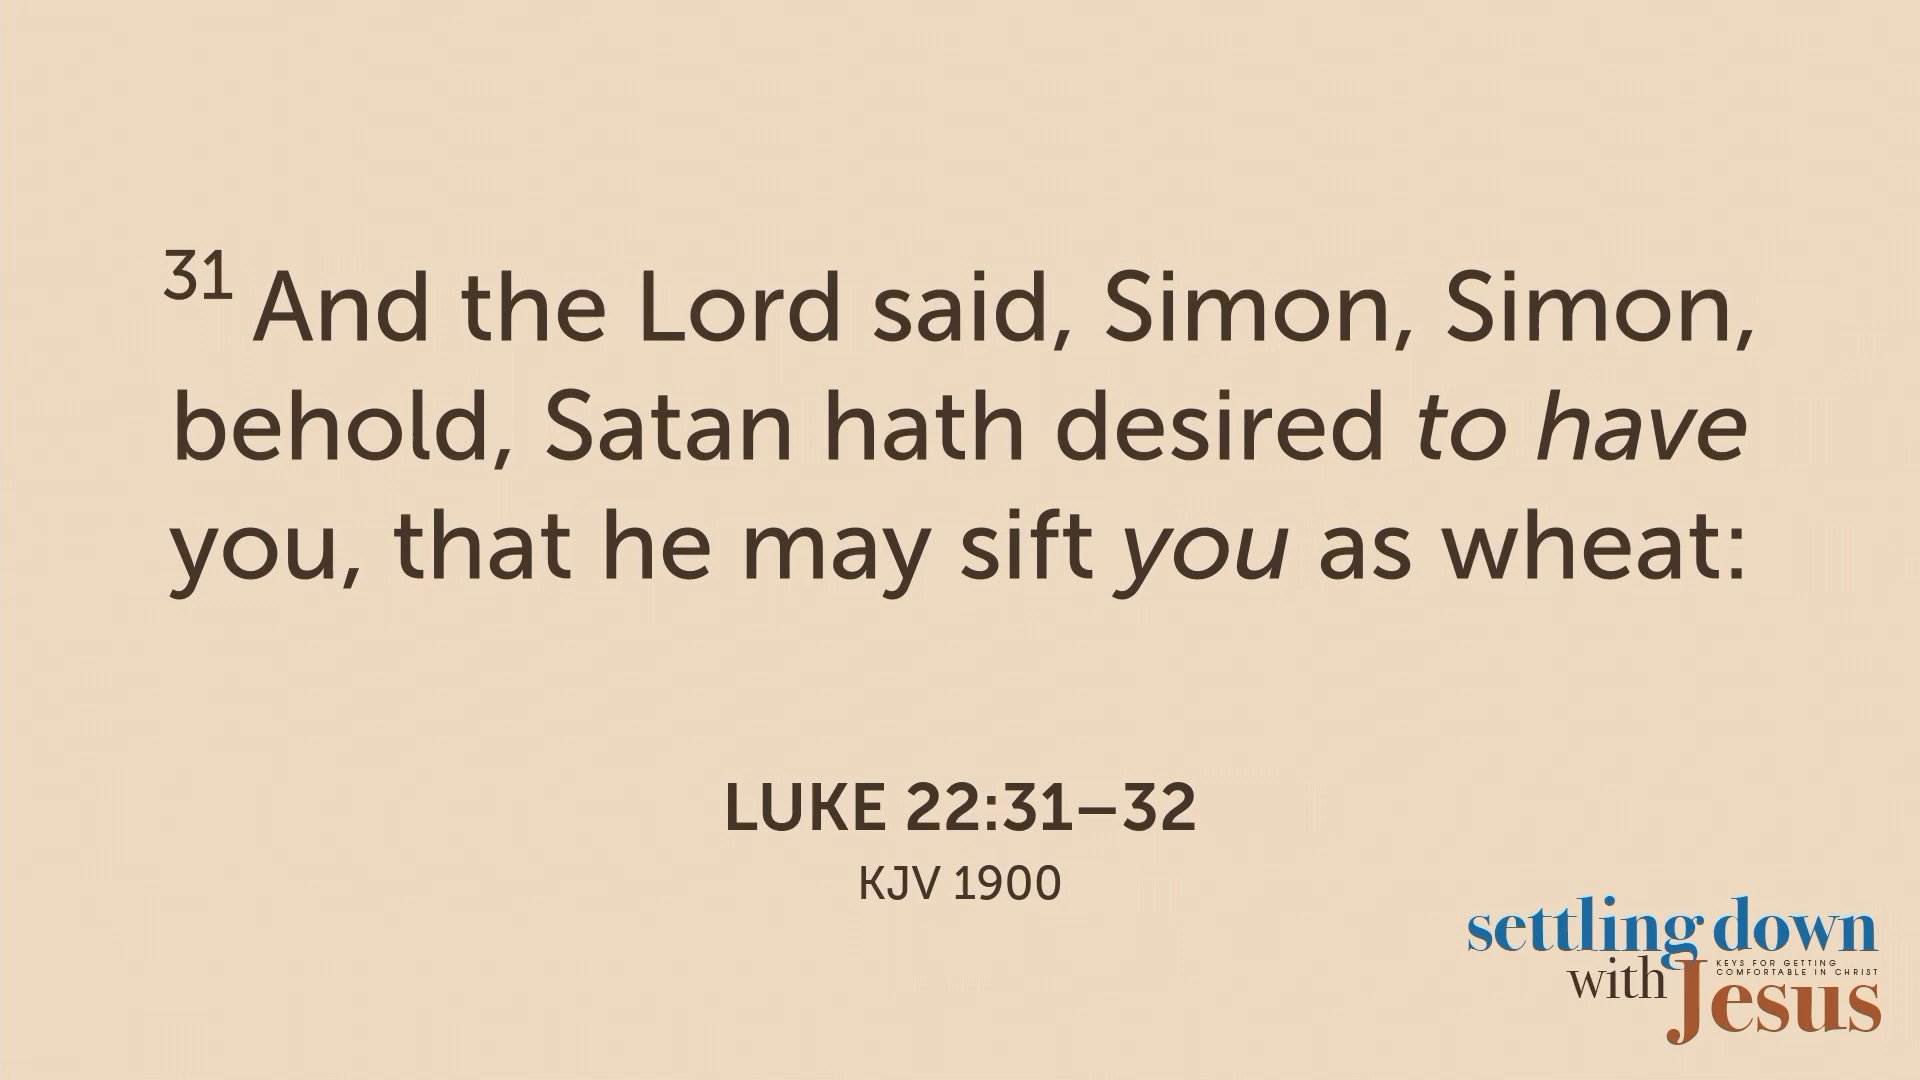 31 And the Lord said, Simon, Simon,
behold, Satan hath desired to have
you, that he may sift you as wheat:
LUKE 22:31–32
KJV 1900
settling down
with Jesus
KEYS FOR GETTING
COMFORTABLE IN CHRIST